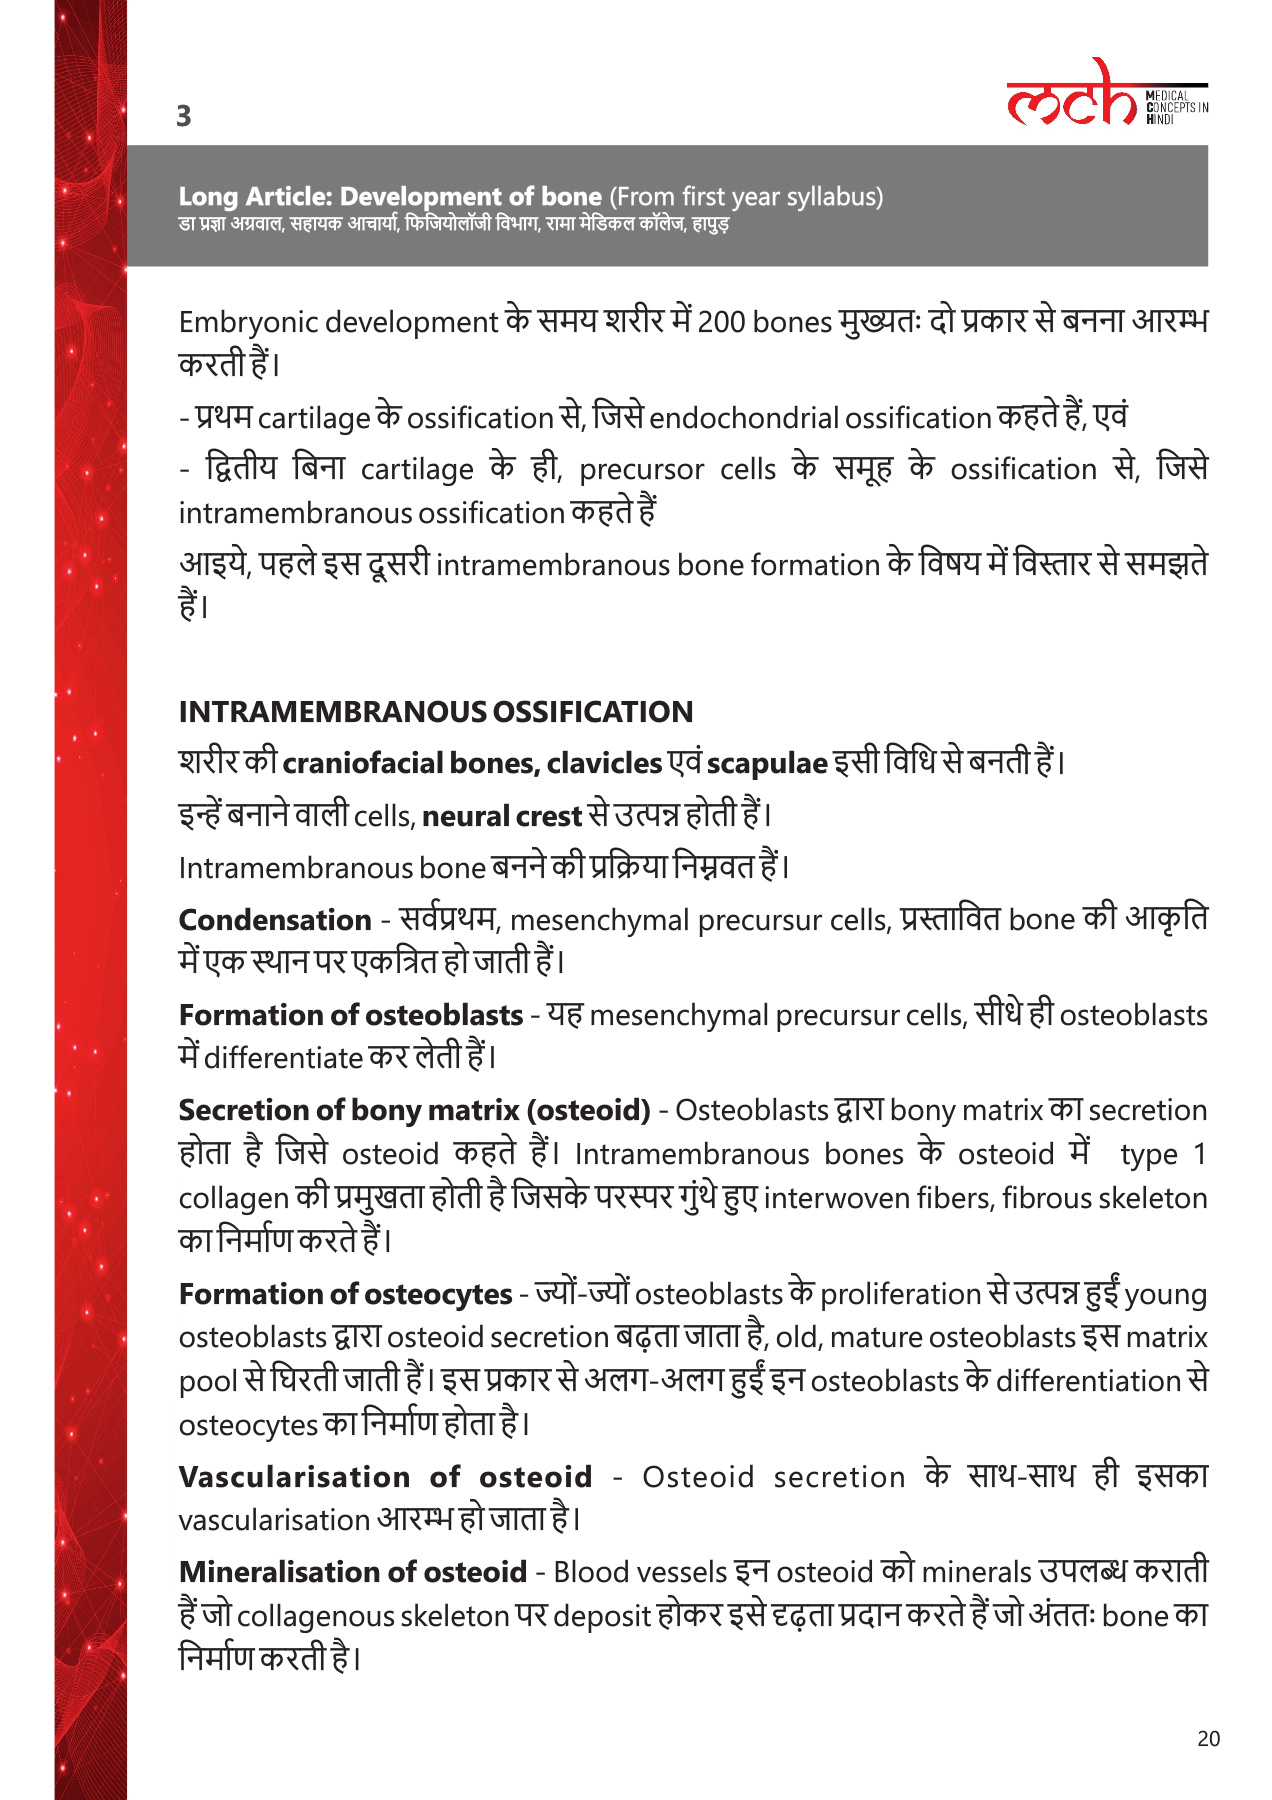 3
mch
MEDICAL
CONCEPTS IN
HINDI
Long Article: Development of bone (From first year syllabus)
डा प्रज्ञा अग्रवाल, सहायक आचार्या, फिजियोलॉजी विभाग, रामा मेडिकल कॉलेज, हापुड़
Embryonic development के समय शरीर में 200 bones मुख्यतः दो प्रकार से बनना आरम्भ
करती हैं।
- प्रथम cartilage के ossification से, जिसे endochondrial ossification कहते हैं, एवं
- द्वितीय बिना cartilage के ही, precursor cells के समूह के ossification से, जिसे
intramembranous ossification कहते हैं
आइये, पहले इस दूसरी intramembranous bone formation के विषय में विस्तार से समझते
हैं।
INTRAMEMBRANOUS OSSIFICATION
शरीर की craniofacial bones, clavicles एवं scapulae इसी विधि से बनती हैं।
इन्हें बनाने वाली cells, neural crest से उत्पन्न होती हैं।
Intramembranous bone बनने की प्रक्रिया निम्नवत हैं।
Condensation - सर्वप्रथम, mesenchymal precursur cells, प्रस्तावित bone की आकृति
में एक स्थान पर एकत्रित हो जाती हैं।
Formation of osteoblasts - यह mesenchymal precursur cells, सीधे ही osteoblasts
में differentiate कर लेती हैं।
Secretion of bony matrix (osteoid) - Osteoblasts द्वारा bony matrix का secretion
होता है जिसे osteoid कहते हैं। Intramembranous bones के osteoid में type 1
collagen की प्रमुखता होती है जिसके परस्पर गुंथे हुए interwoven fibers, fibrous skeleton
का निर्माण करते हैं।
Formation of osteocytes - ज्यों-ज्यों osteoblasts के proliferation से उत्पन्न हुईं young
osteoblasts द्वारा osteoid secretion बढ़ता जाता है, old, mature osteoblasts इस matrix
pool से घिरती जाती हैं। इस प्रकार से अलग-अलग हुईं इन osteoblasts के differentiation से
osteocytes का निर्माण होता है।
Vascularisation of osteoid - Osteoid secretion के साथ-साथ ही इसका
vascularisation आरम्भ हो जाता है।
Mineralisation of osteoid - Blood vessels इन osteoid को minerals उपलब्ध कराती
हैं जो collagenous skeleton पर deposit होकर इसे दृढ़ता प्रदान करते हैं जो अंततः bone का
निर्माण करती है।
20